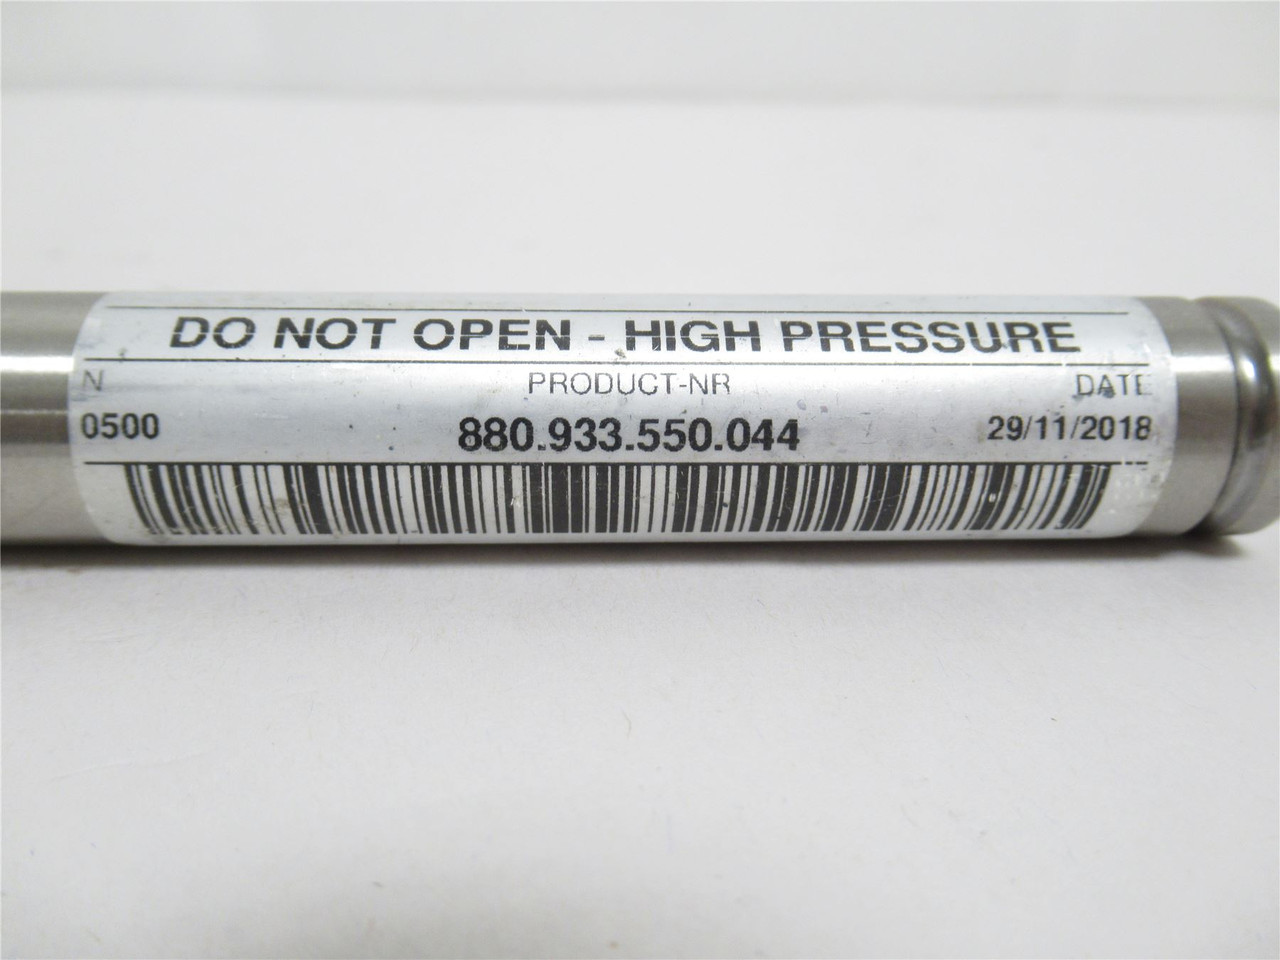 DO NOT OPEN - HIGH PRESSURE
N PRODUCT-NR DATE
0500 880.933.550.044 29/11/2018